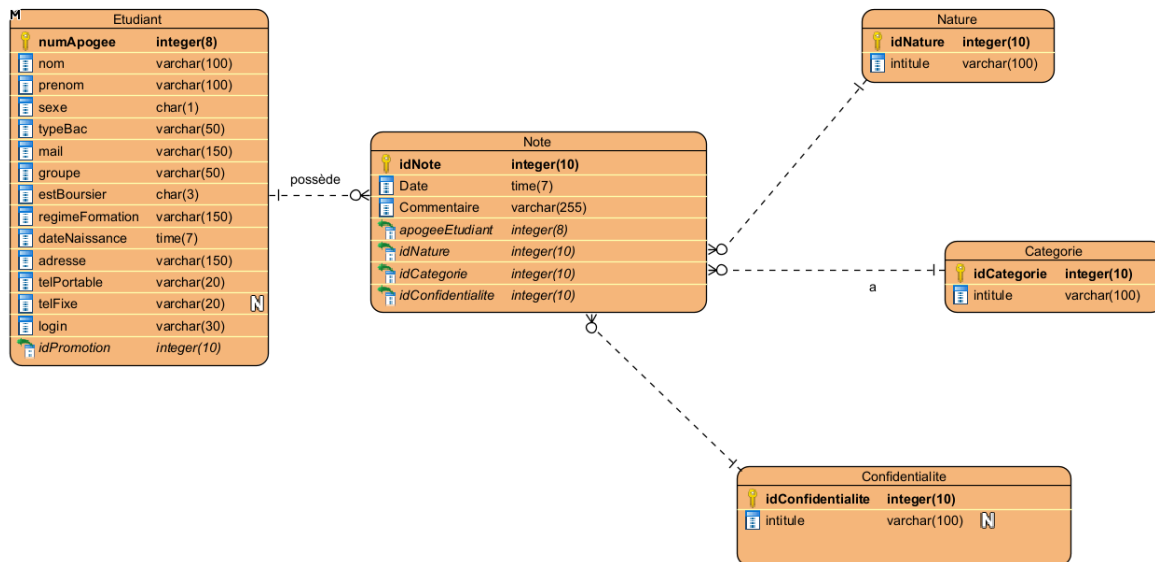 M
Etudiant
numApogee integer(8)
nom varchar(100)
prenom varchar(100)
sexe char(1)
typeBac varchar(50)
mail varchar(150)
groupe varchar(50)
estBoursier char(3)
regimeFormation varchar(150)
dateNaissance time(7)
adresse varchar(150)
telPortable varchar(20)
telFixe varchar(20) N
login varchar(30)
idPromotion integer(10)
possède
Note
idNote integer(10)
Date time(7)
Commentaire varchar(255)
apogeeEtudiant integer(8)
idNature integer(10)
idCategorie integer(10)
idConfidentialite integer(10)
Nature
idNature integer(10)
intitule varchar(100)
a
Categorie
idCategorie integer(10)
intitule varchar(100)
Confidentialite
idConfidentialite integer(10)
intitule varchar(100) N